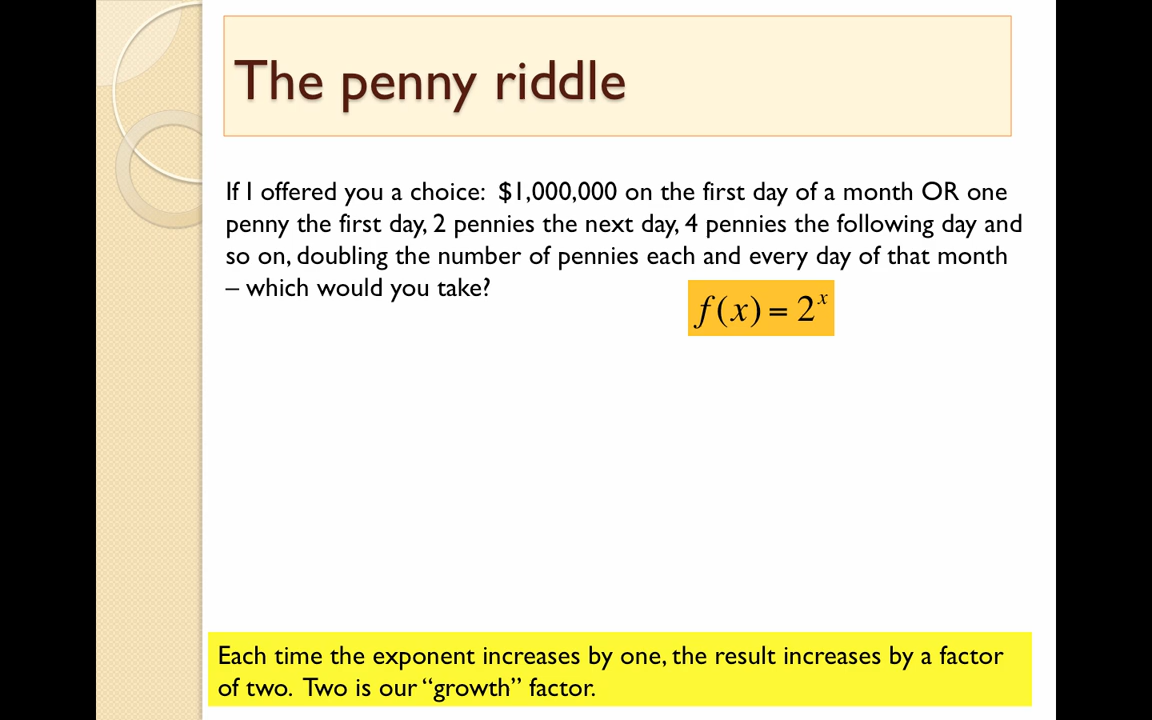 The penny riddle
If I offered you a choice:  $1,000,000 on the first day of a month OR one
penny the first day, 2 pennies the next day, 4 pennies the following day and
so on, doubling the number of pennies each and every day of that month
– which would you take?
f(x) = 2^x
Each time the exponent increases by one, the result increases by a factor
of two.  Two is our “growth” factor.